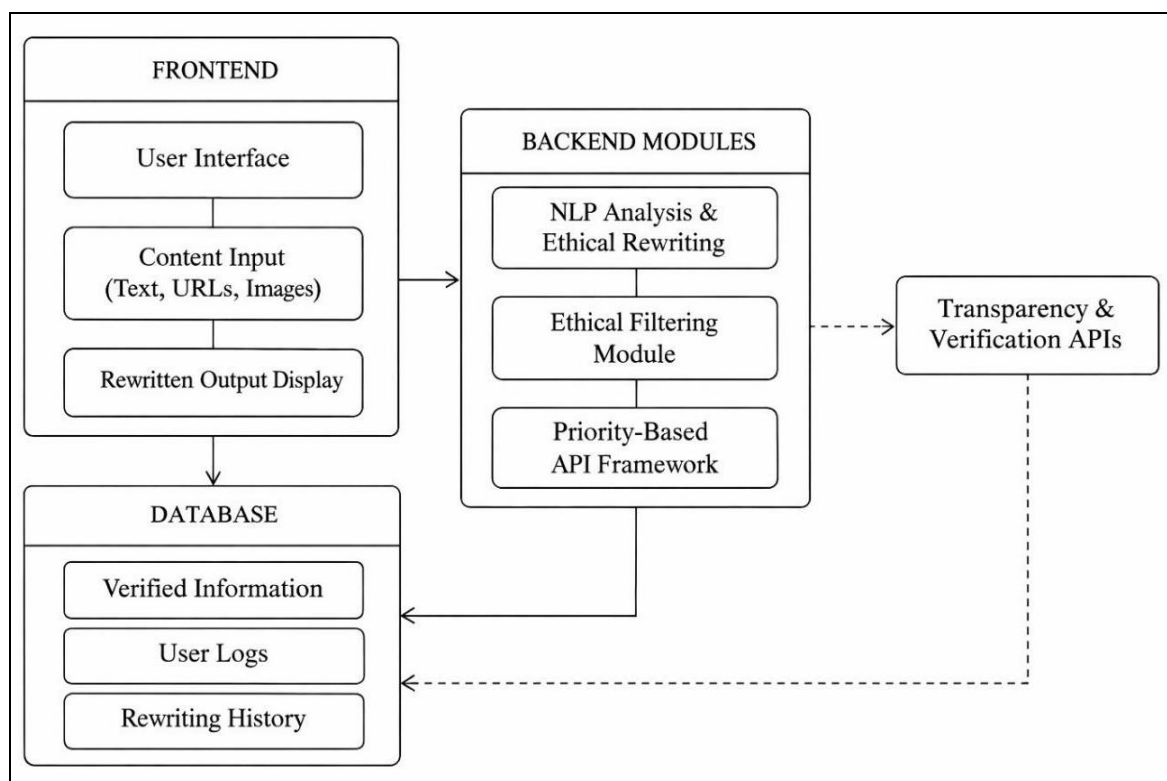 FRONTEND
User Interface
Content Input
(Text, URLs, Images)
Rewritten Output Display
BACKEND MODULES
NLP Analysis &
Ethical Rewriting
Ethical Filtering
Module
Priority-Based
API Framework
Transparency &
Verification APIs
DATABASE
Verified Information
User Logs
Rewriting History